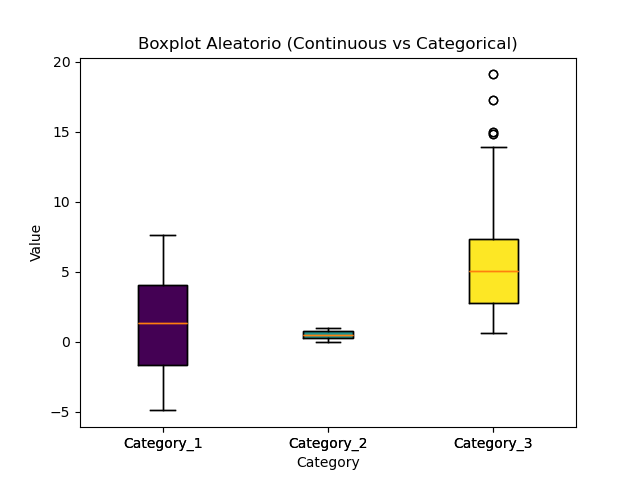 Boxplot Aleatorio (Continuous vs Categorical)
20
15
10
5
0
−5
Value
Category_1
Category_2
Category_3
Category